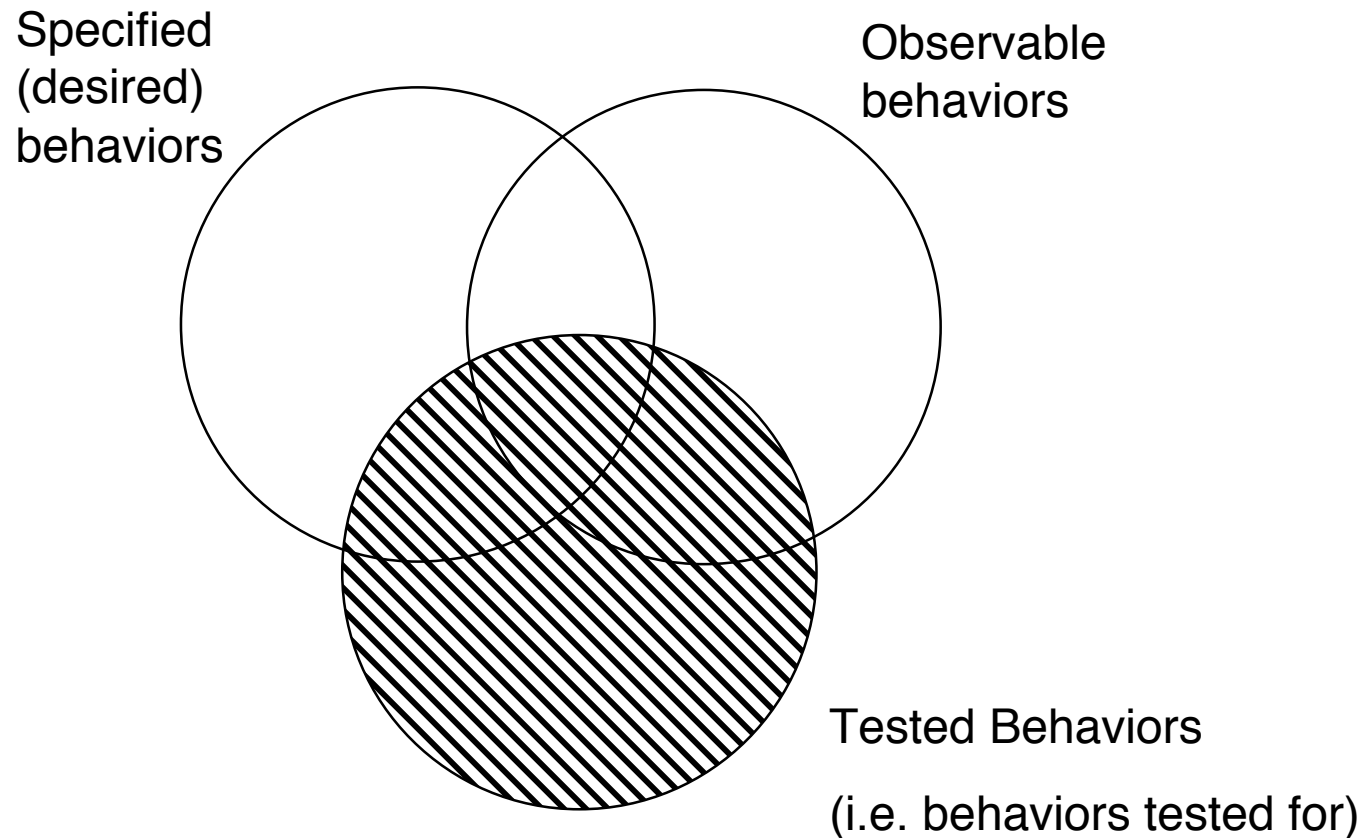 Specified
(desired)
behaviors
Observable
behaviors
Tested Behaviors
(i.e. behaviors tested for)